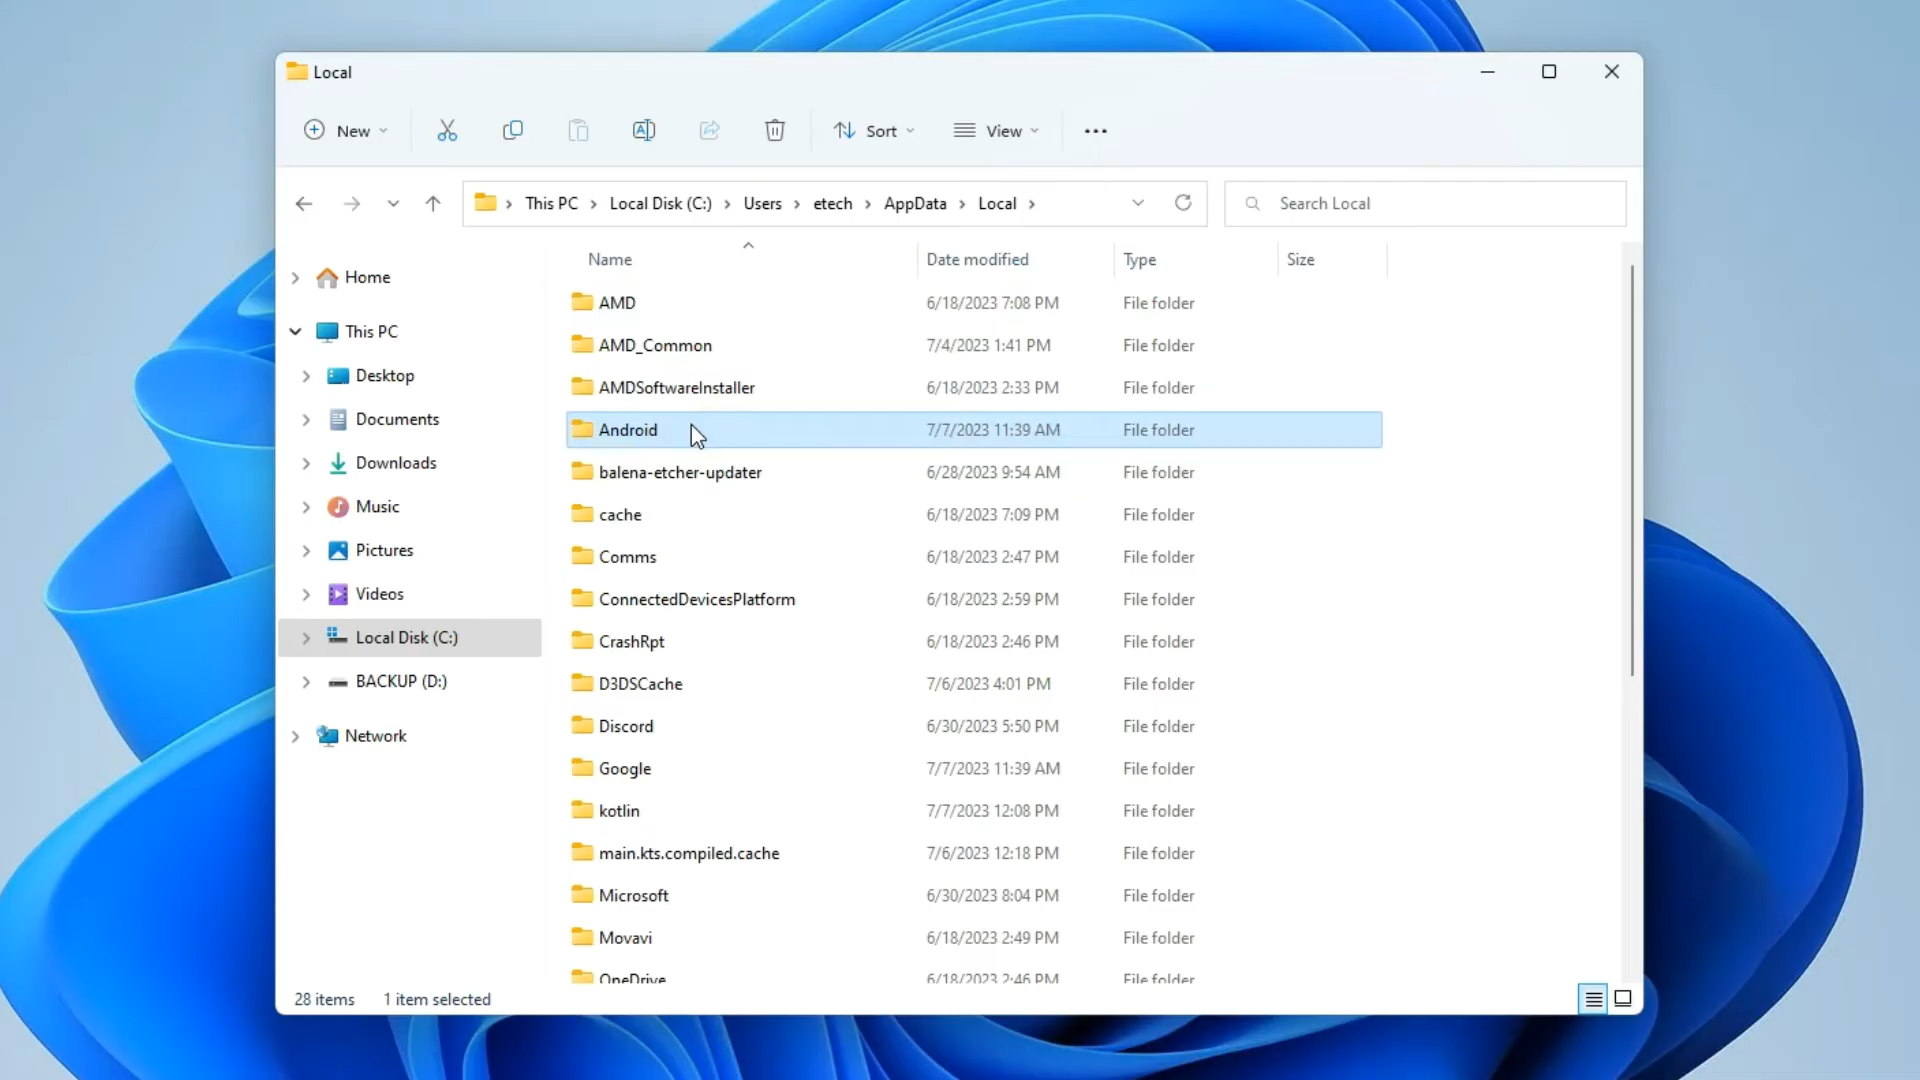 Local
New
Sort
View
This PC > Local Disk (C:) > Users > etech > AppData > Local >
Search Local
Home
This PC
Desktop
Documents
Downloads
Music
Pictures
Videos
Local Disk (C:)
BACKUP (D:)
Network
Name Date modified Type Size
AMD 6/18/2023 7:08 PM File folder
AMD_Common 7/4/2023 1:41 PM File folder
AMDSoftwareInstaller 6/18/2023 2:33 PM File folder
Android 7/7/2023 11:39 AM File folder
balena-etcher-updater 6/28/2023 9:54 AM File folder
cache 6/18/2023 7:09 PM File folder
Comms 6/18/2023 2:47 PM File folder
ConnectedDevicesPlatform 6/18/2023 2:59 PM File folder
CrashRpt 6/18/2023 2:46 PM File folder
D3DSCache 7/6/2023 4:01 PM File folder
Discord 6/30/2023 5:50 PM File folder
Google 7/7/2023 11:39 AM File folder
kotlin 7/7/2023 12:08 PM File folder
main.kts.compiled.cache 7/6/2023 12:18 PM File folder
Microsoft 6/30/2023 8:04 PM File folder
Movavi 6/18/2023 2:49 PM File folder
OneDrive 6/18/2023 2:46 PM File folder
28 items 1 item selected